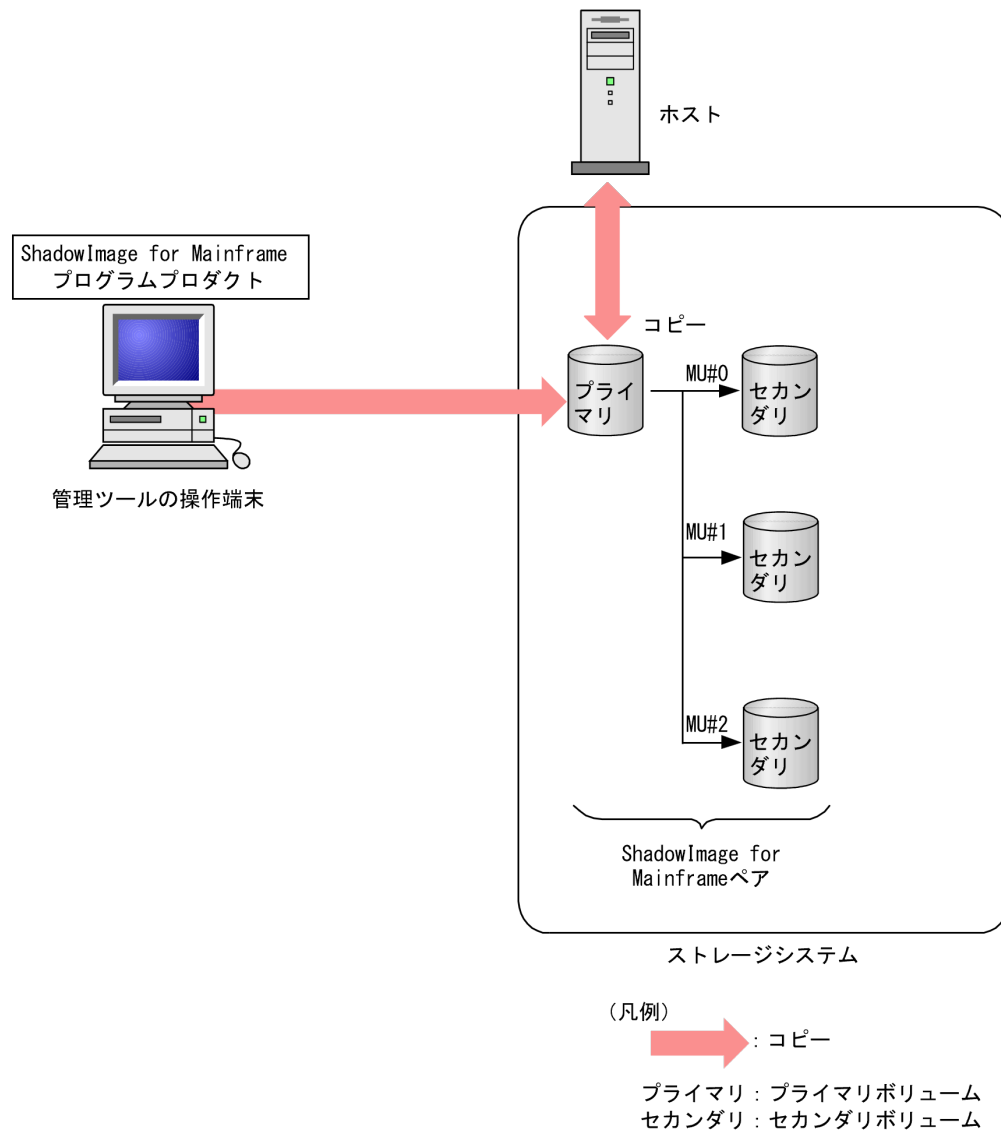 ホスト
ShadowImage for Mainframe
プログラムプロダクト
管理ツールの操作端末
コピー
プライ
マリ
MU#0
セカン
ダリ
MU#1
セカン
ダリ
MU#2
セカン
ダリ
ShadowImage for
Mainframeペア
ストレージシステム
(凡例)
：コピー
プライマリ：プライマリボリューム
セカンダリ：セカンダリボリューム